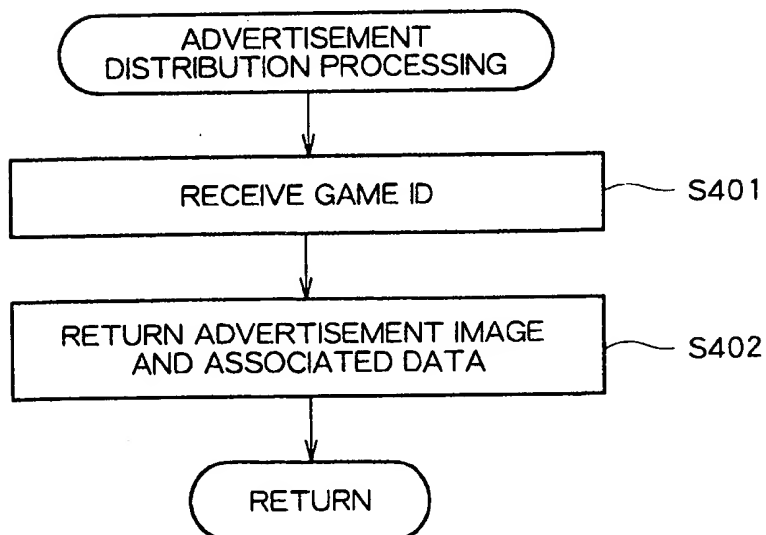 ADVERTISEMENT
DISTRIBUTION PROCESSING
RECEIVE GAME ID
S401
RETURN ADVERTISEMENT IMAGE
AND ASSOCIATED DATA
S402
RETURN